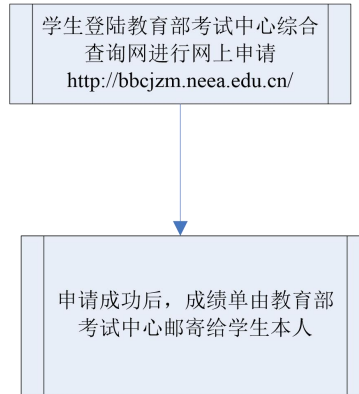 学生登陆教育部考试中心综合
查询网进行网上申请
http://bbcjzm.neea.edu.cn/
申请成功后，成绩单由教育部
考试中心邮寄给学生本人